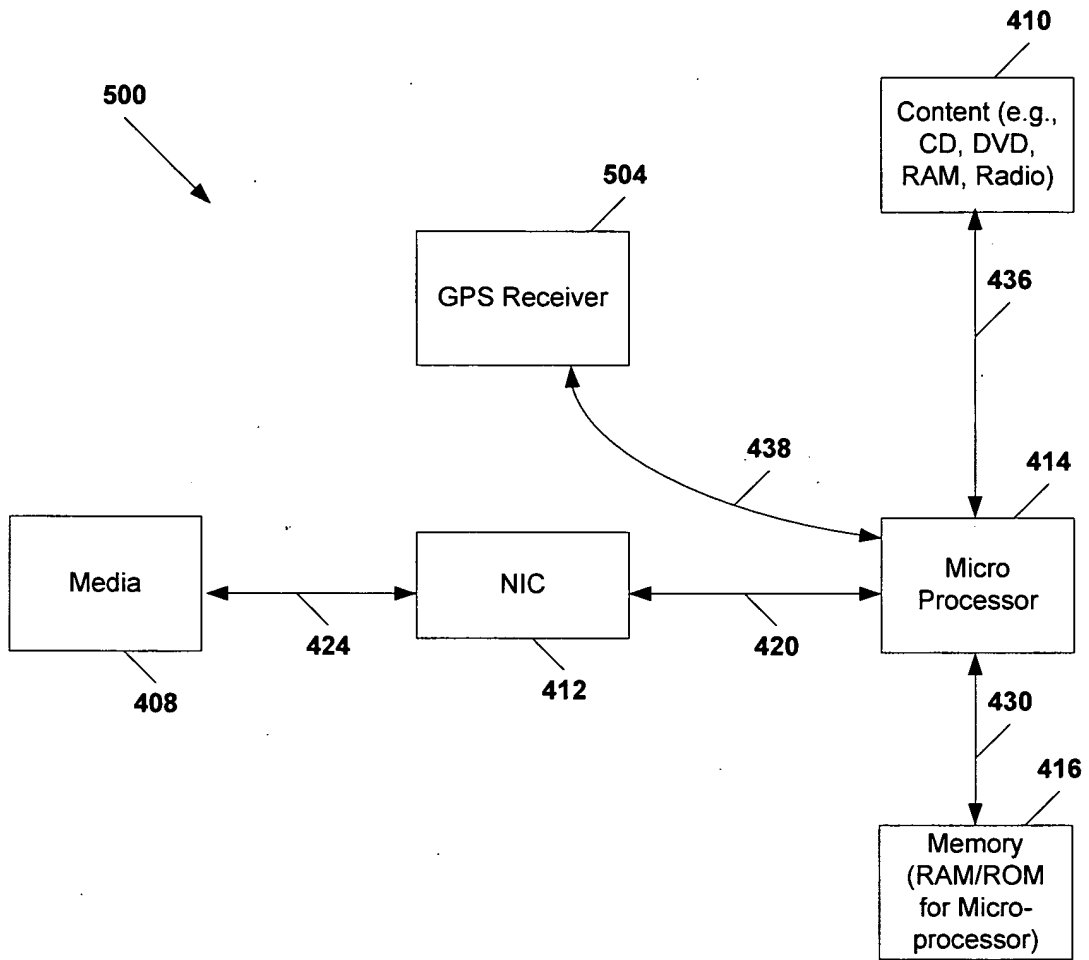 410
500
Content (e.g.,
CD, DVD,
RAM, Radio)
504
GPS Receiver
436
438
414
Media
NIC
Micro
Processor
424
420
408
412
430
416
Memory
(RAM/ROM
for Micro-
processor)